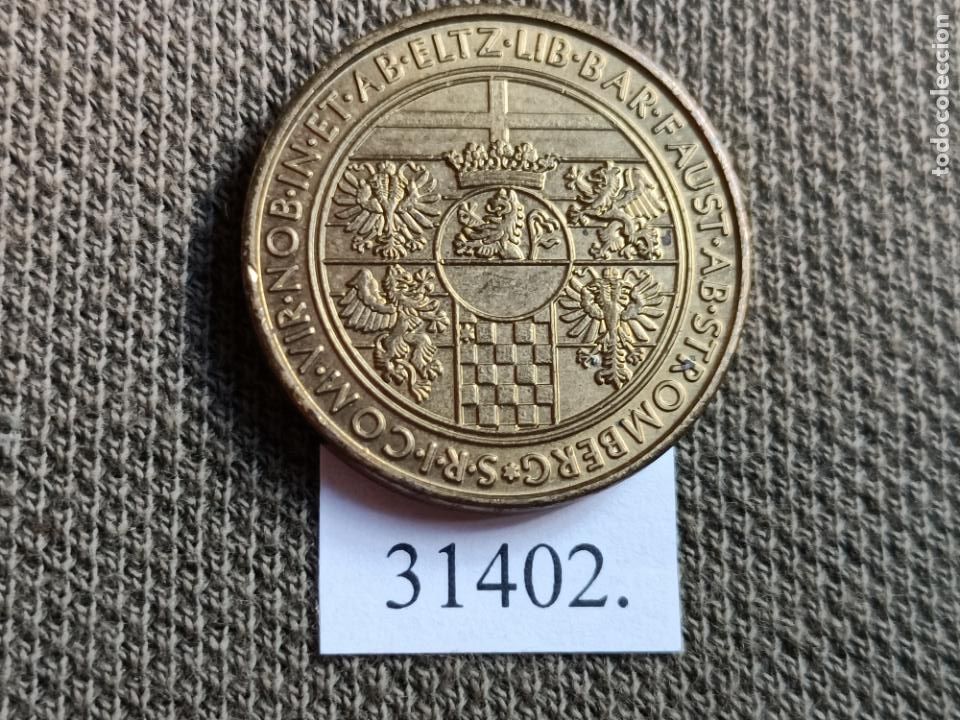 S·R·I·COM·VIR·NOB·IN·ET·AB·ELTZ·LIB·BAR·FAUST·AB·STROMBERG*
31402.
todocoleccion